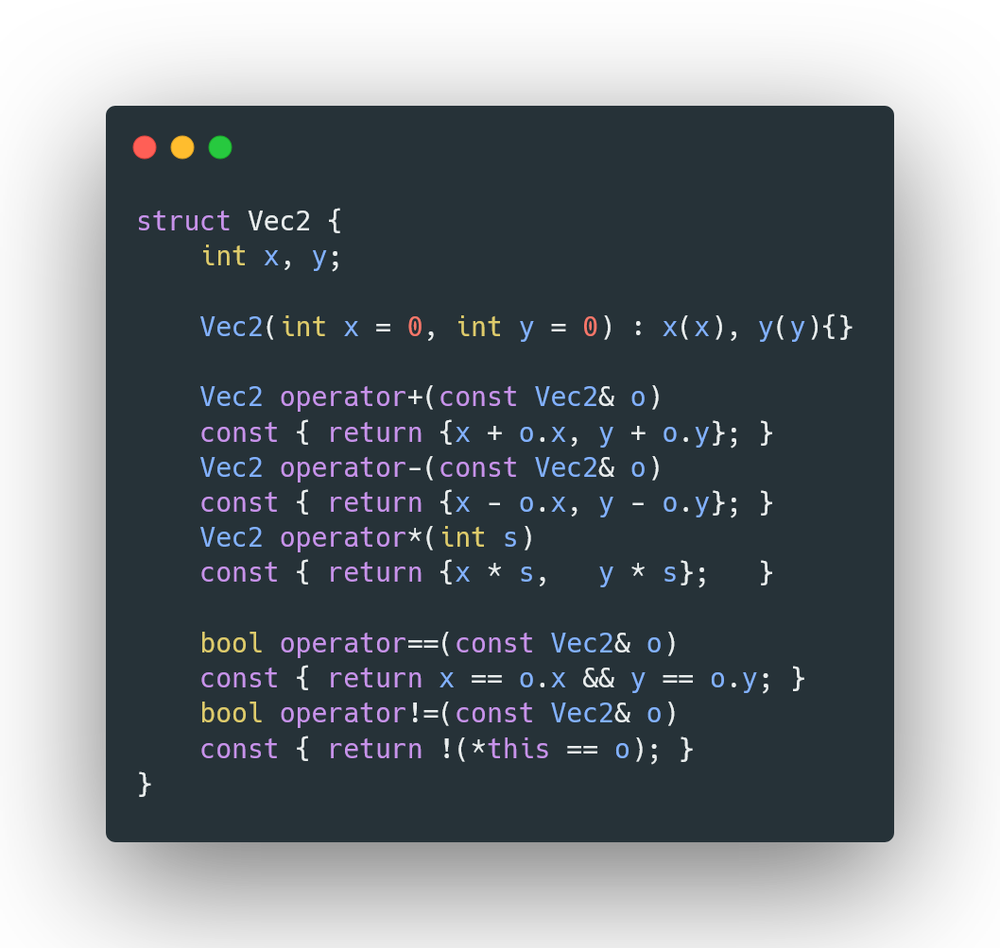 struct Vec2 {
    int x, y;

    Vec2(int x = 0, int y = 0) : x(x), y(y){}

    Vec2 operator+(const Vec2& o)
    const { return {x + o.x, y + o.y}; }
    Vec2 operator-(const Vec2& o)
    const { return {x - o.x, y - o.y}; }
    Vec2 operator*(int s)
    const { return {x * s,   y * s};   }

    bool operator==(const Vec2& o)
    const { return x == o.x && y == o.y; }
    bool operator!=(const Vec2& o)
    const { return !(*this == o); }
}